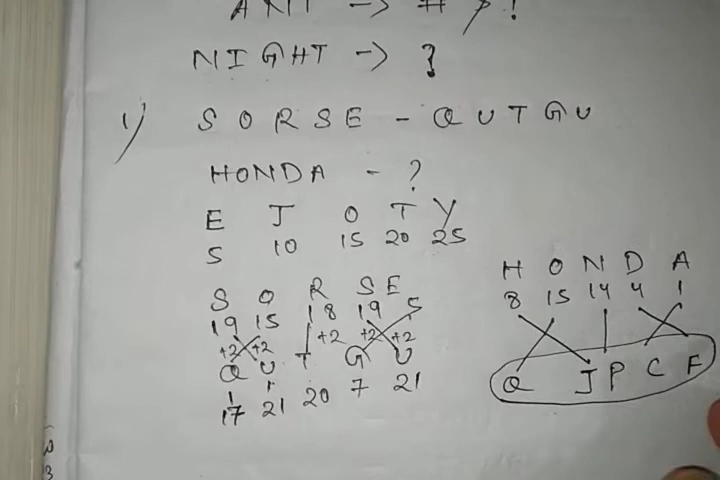 ANT -> # ) !
NIGHT -> ?
1) SORSE - QUTGU
HONDA - ?
E J O T Y
5 10 15 20 25
S O R S E
19 15 18 19 5
+2 +2 +2 +2 +2
Q U T G U
17 21 20 7 21
H O N D A
8 15 14 4 1
Q J P C F